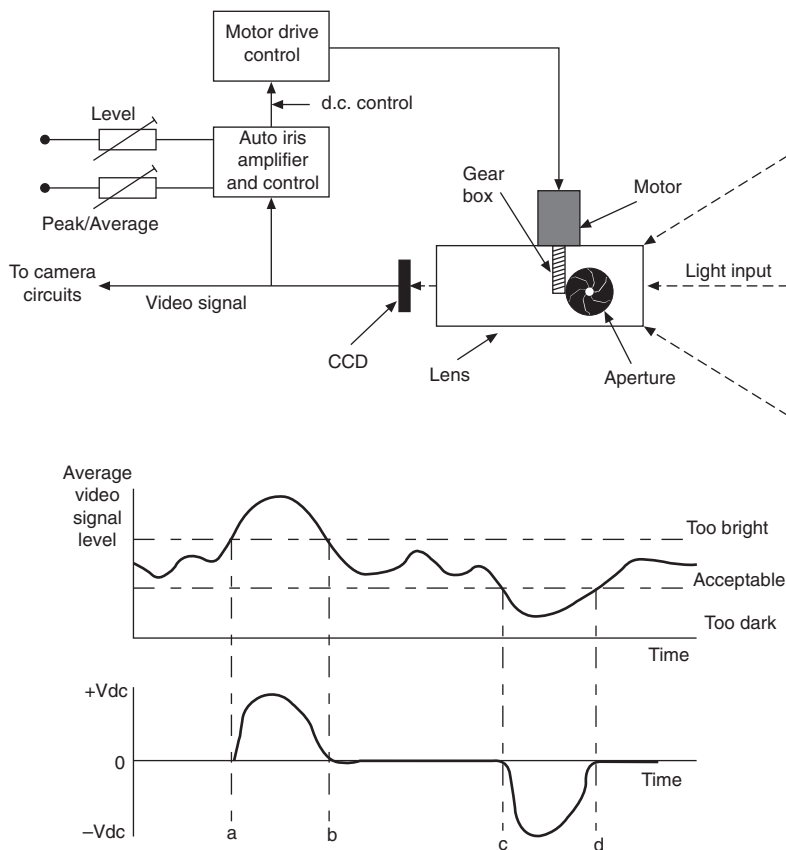 Motor drive
control
d.c. control
Level
Auto iris
amplifier
and control
Peak/Average
Gear
box
Motor
To camera
circuits
Video signal
Light input
CCD
Lens
Aperture
Average
video
signal
level
Too bright
Acceptable
Too dark
Time
+Vdc
0
Time
–Vdc
a
b
c
d